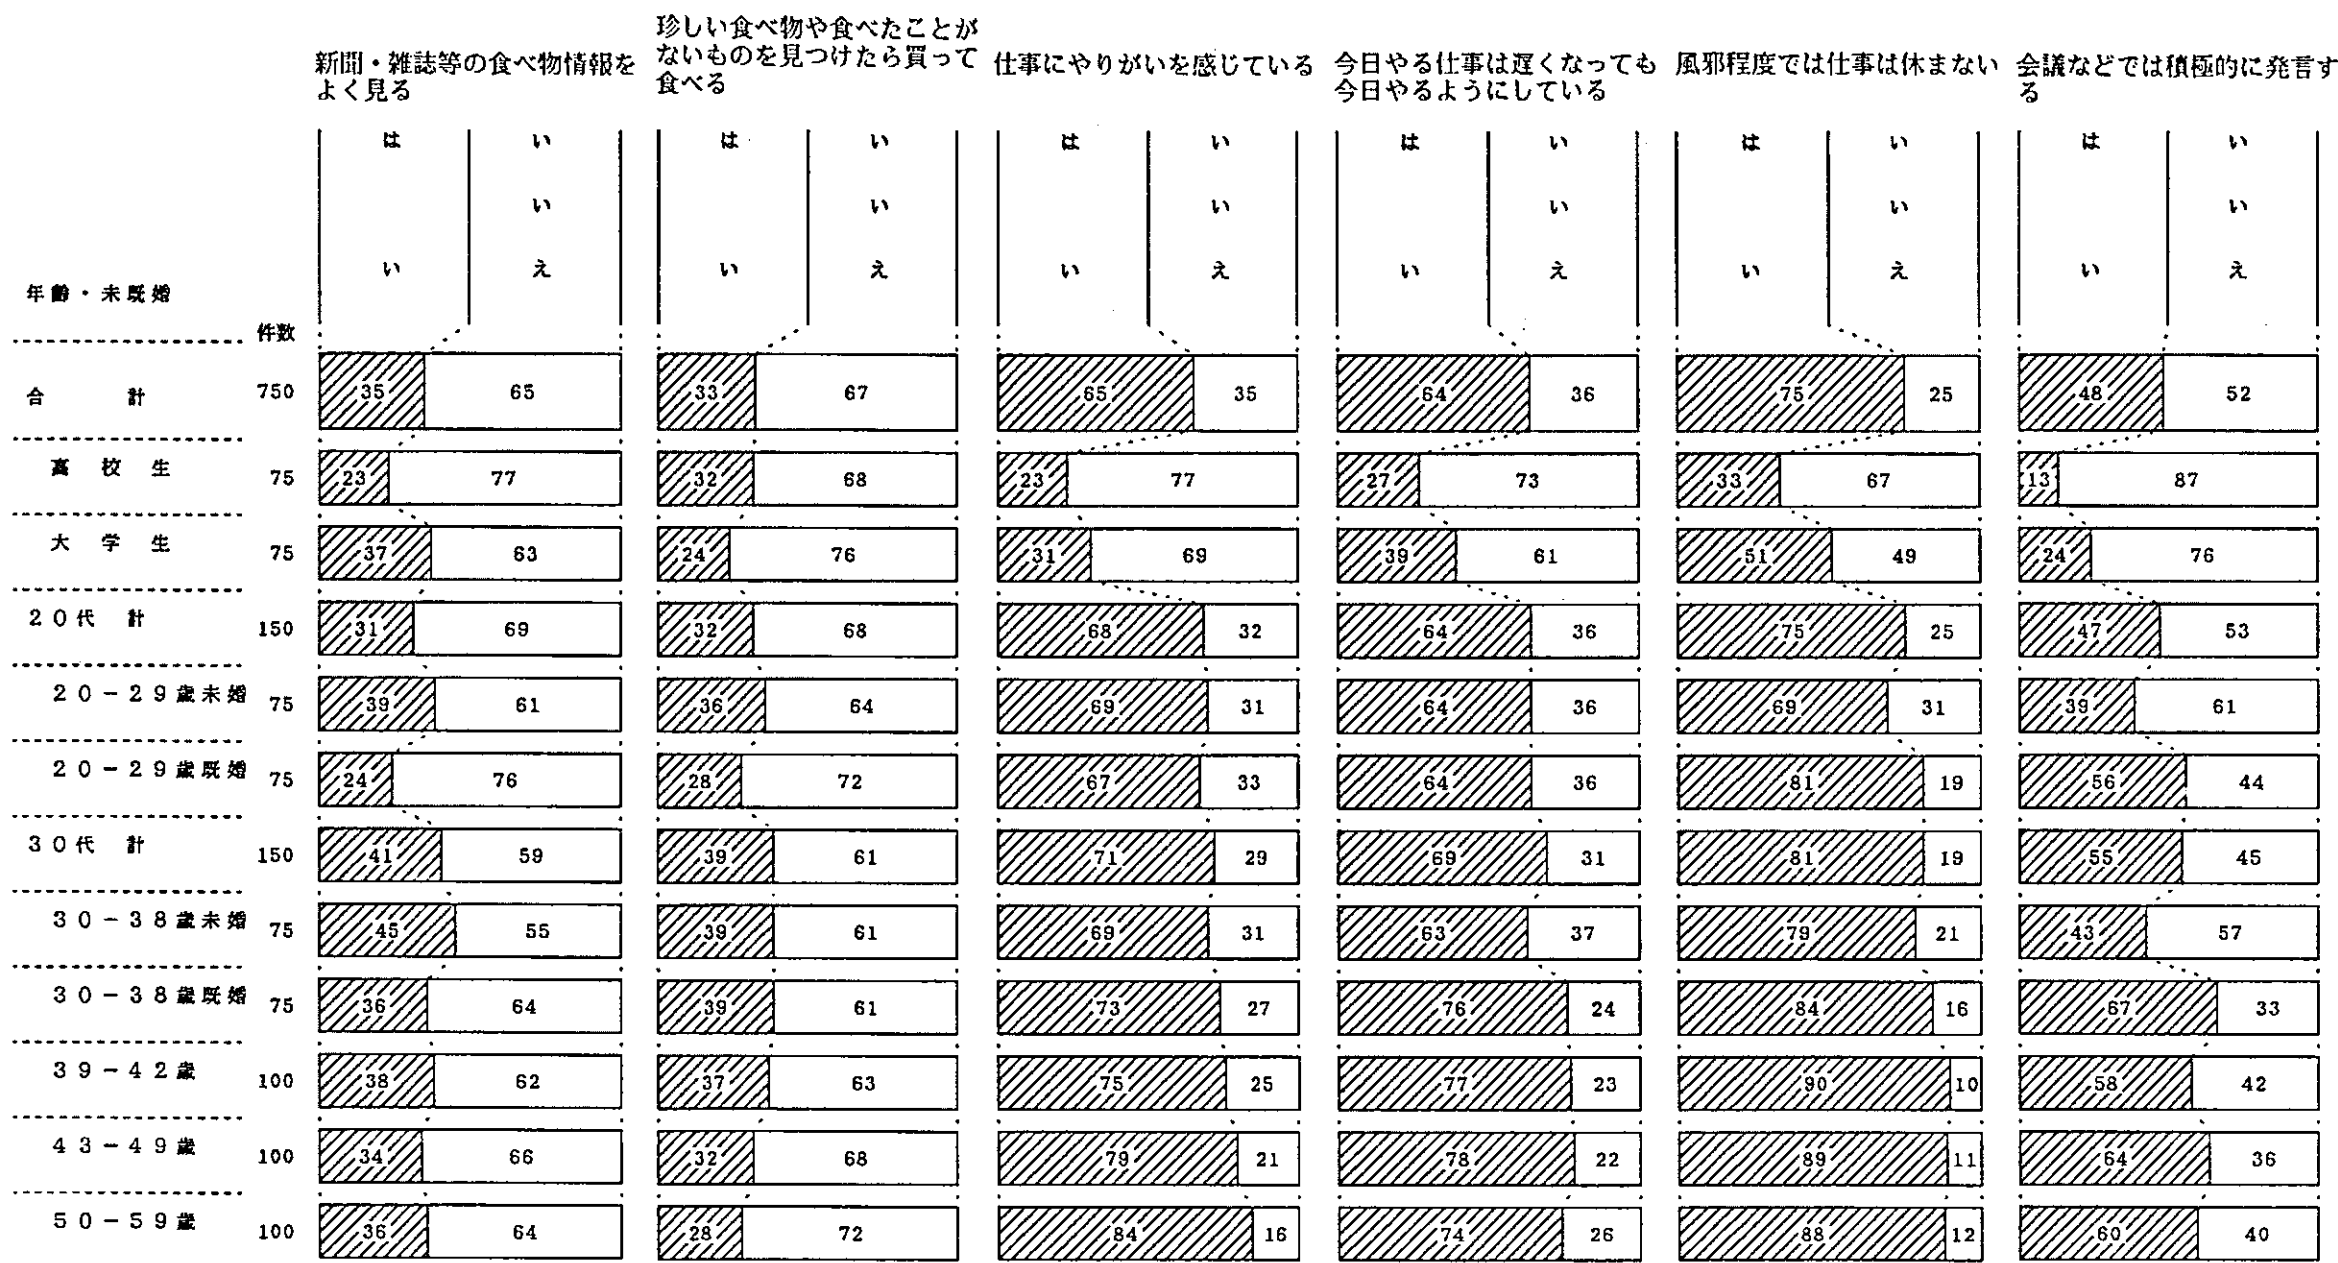 新聞・雑誌等の食べ物情報を
よく見る
珍しい食べ物や食べたことが
ないものを見つけたら買って
食べる
仕事にやりがいを感じている
今日やる仕事は遅くなっても
今日やるようにしている
風邪程度では仕事は休まない
会議などでは積極的に発言す
る
はい いいえ はい いいえ はい いいえ はい いいえ はい いいえ はい いいえ
年齢・未既婚
件数
合計 750 35 65 33 67 65 35 64 36 75 25 48 52
高校生 75 23 77 32 68 23 77 27 73 33 67 13 87
大学生 75 37 63 24 76 31 69 39 61 51 49 24 76
20代 計 150 31 69 32 68 68 32 64 36 75 25 47 53
20-29歳未婚 75 39 61 36 64 69 31 64 36 69 31 39 61
20-29歳既婚 75 24 76 28 72 67 33 64 36 81 19 56 44
30代 計 150 41 59 39 61 71 29 69 31 81 19 55 45
30-38歳未婚 75 45 55 39 61 69 31 63 37 79 21 43 57
30-38歳既婚 75 36 64 39 61 73 27 76 24 84 16 67 33
39-42歳 100 38 62 37 63 75 25 77 23 90 10 58 42
43-49歳 100 34 66 32 68 79 21 78 22 89 11 64 36
50-59歳 100 36 64 28 72 84 16 74 26 88 12 60 40